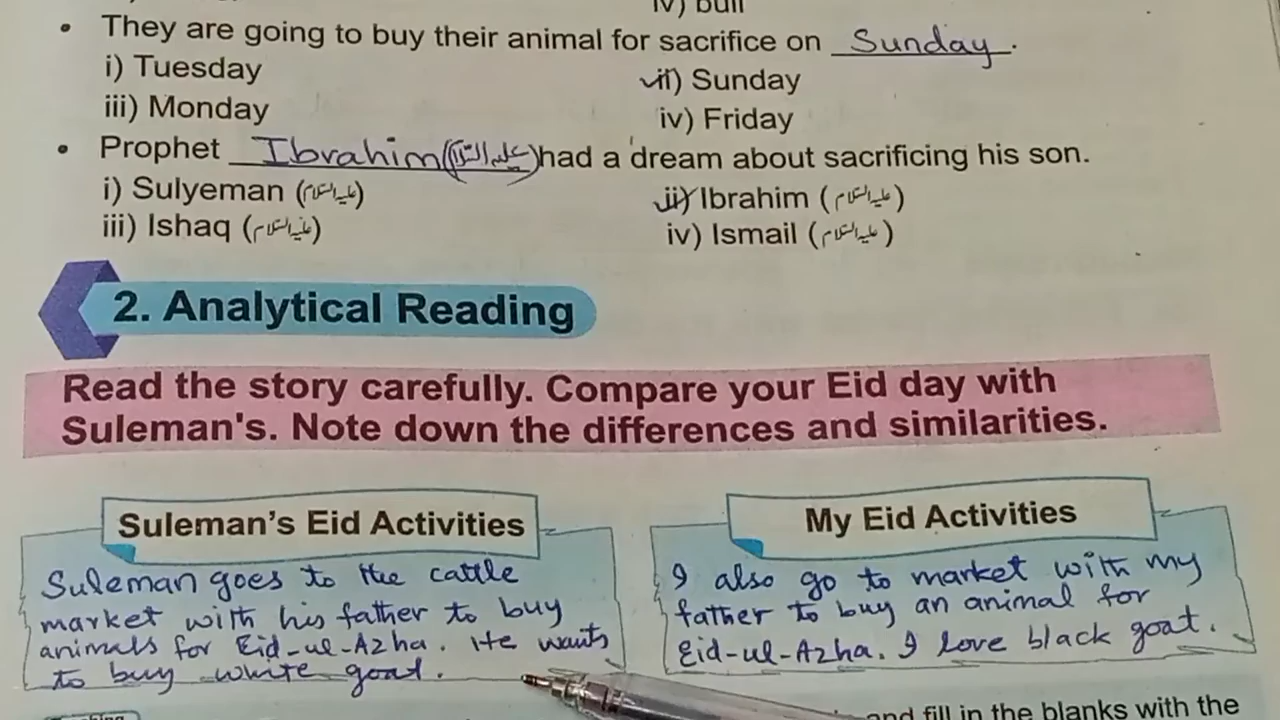 iv) bull
• They are going to buy their animal for sacrifice on Sunday.
i) Tuesday ii) Sunday
iii) Monday iv) Friday
• Prophet Ibrahim (علیہ السلام) had a dream about sacrificing his son.
i) Sulyeman (علیہ السلام) ii) Ibrahim (علیہ السلام)
iii) Ishaq (علیہ السلام) iv) Ismail (علیہ السلام)
2. Analytical Reading
Read the story carefully. Compare your Eid day with
Suleman's. Note down the differences and similarities.
Suleman's Eid Activities
Suleman goes to the cattle
market with his father to buy
animals for Eid-ul-Azha. He wants
to buy white goat.
My Eid Activities
I also go to market with my
father to buy an animal for
Eid-ul-Azha. I love black goat.
and fill in the blanks with the